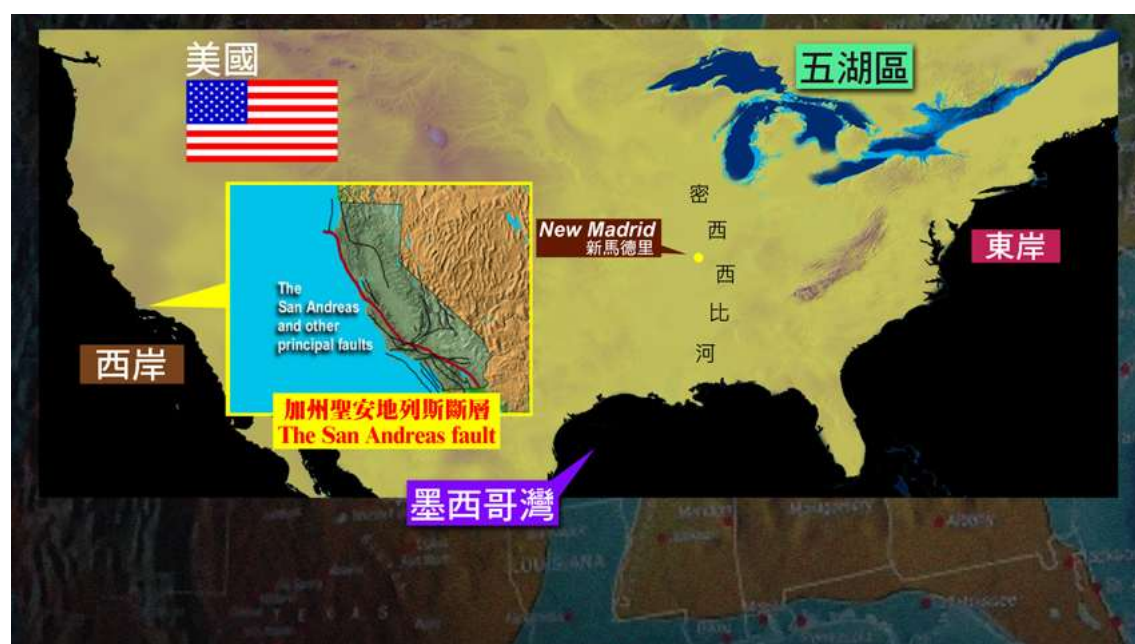 美國
五湖區
密
西
西
比
河
New Madrid
新馬德里
東岸
The
San Andreas
and other
principal faults
西岸
加州聖安地列斯斷層
The San Andreas fault
墨西哥灣
LOUISIANA
TEXAS